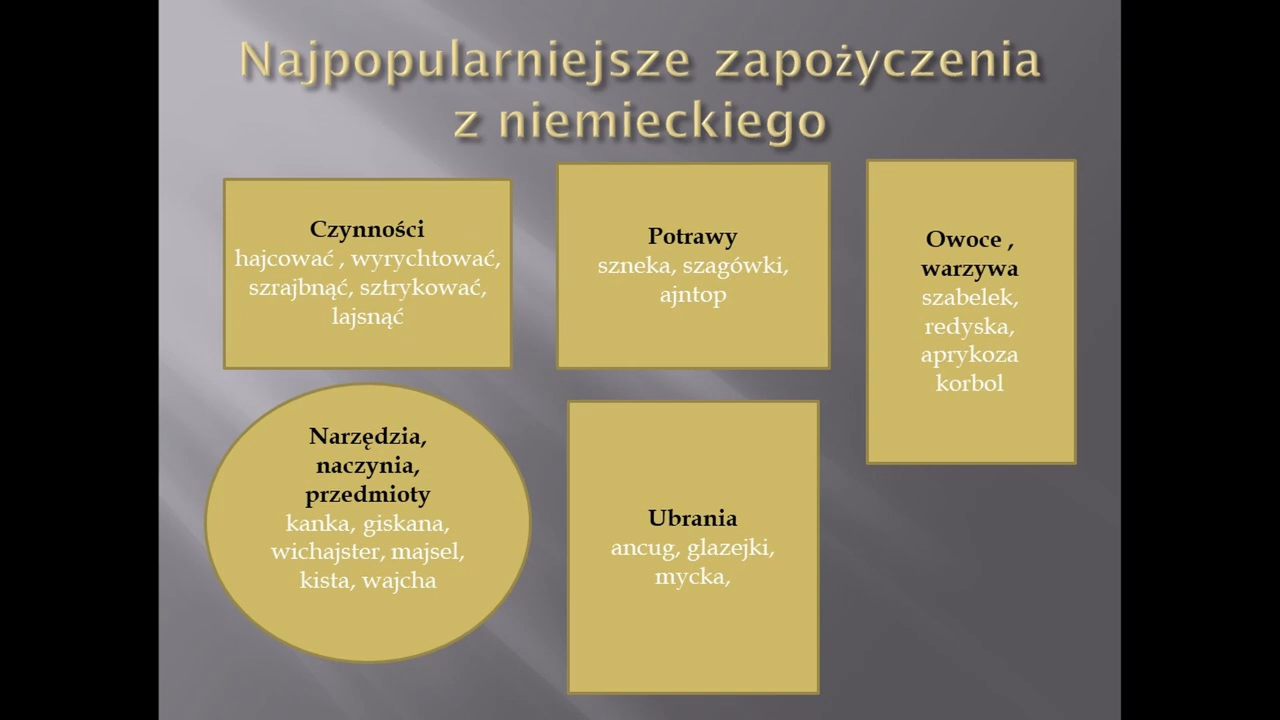 Najpopularniejsze zapożyczenia
z niemieckiego
Czynności
hajcować , wyrychtować,
szrajbnąć, sztrykować,
lajsnąć
Potrawy
szneka, szagówki,
ajntop
Owoce ,
warzywa
szabelek,
redyska,
aprykoza
korbol
Narzędzia,
naczynia,
przedmioty
kanka, giskana,
wichajster, majsel,
kista, wajcha
Ubrania
ancug, glazejki,
mycka,